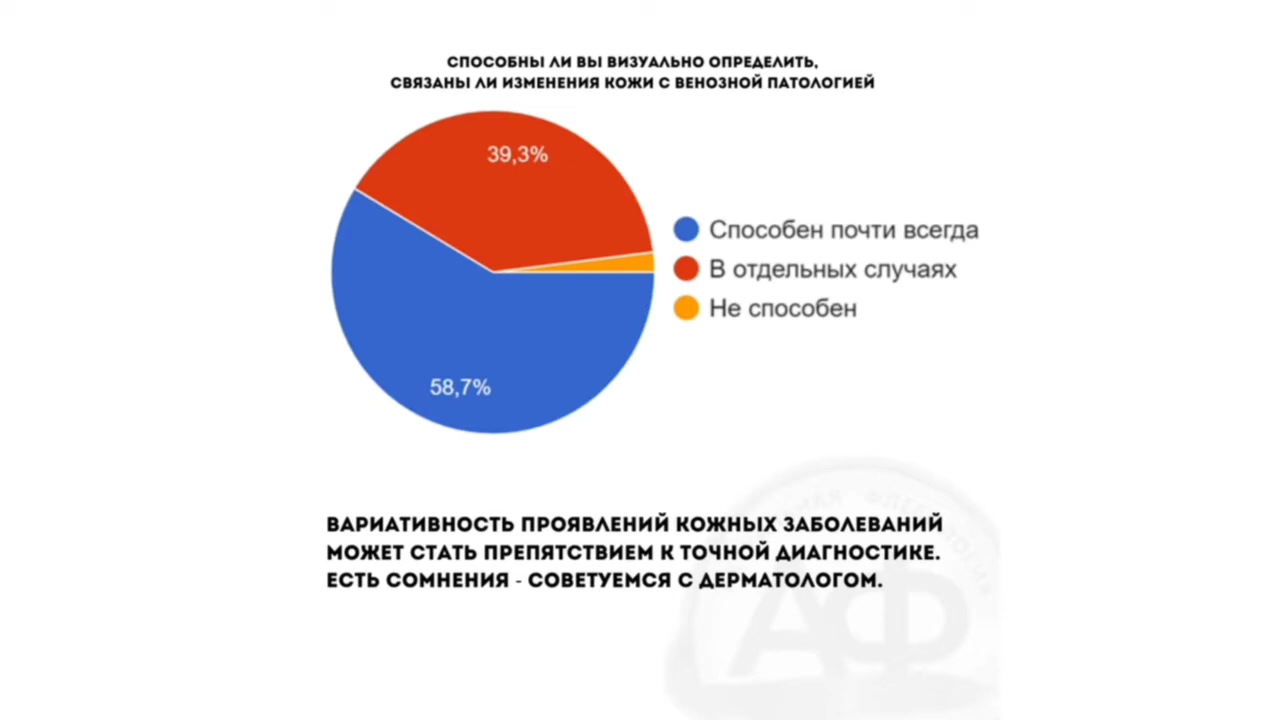 СПОСОБНЫ ЛИ ВЫ ВИЗУАЛЬНО ОПРЕДЕЛИТЬ,
СВЯЗАНЫ ЛИ ИЗМЕНЕНИЯ КОЖИ С ВЕНОЗНОЙ ПАТОЛОГИЕЙ
39,3%
58,7%
Способен почти всегда
В отдельных случаях
Не способен
ВАРИАТИВНОСТЬ ПРОЯВЛЕНИЙ КОЖНЫХ ЗАБОЛЕВАНИЙ
МОЖЕТ СТАТЬ ПРЕПЯТСТВИЕМ К ТОЧНОЙ ДИАГНОСТИКЕ.
ЕСТЬ СОМНЕНИЯ - СОВЕТУЕМСЯ С ДЕРМАТОЛОГОМ.
АФ